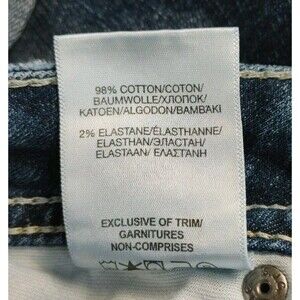 98% COTTON/COTON/
BAUMWOLLE/ХЛОПОК/
KATOEN/ALGODON/BAMBAKI
2% ELASTANE/ÉLASTHANNE/
ELASTHAN/ЭЛАСТАН/
ELASTAAN/ ΕΛΑΣΤΑΝΗ
EXCLUSIVE OF TRIM/
GARNITURES
NON-COMPRISES